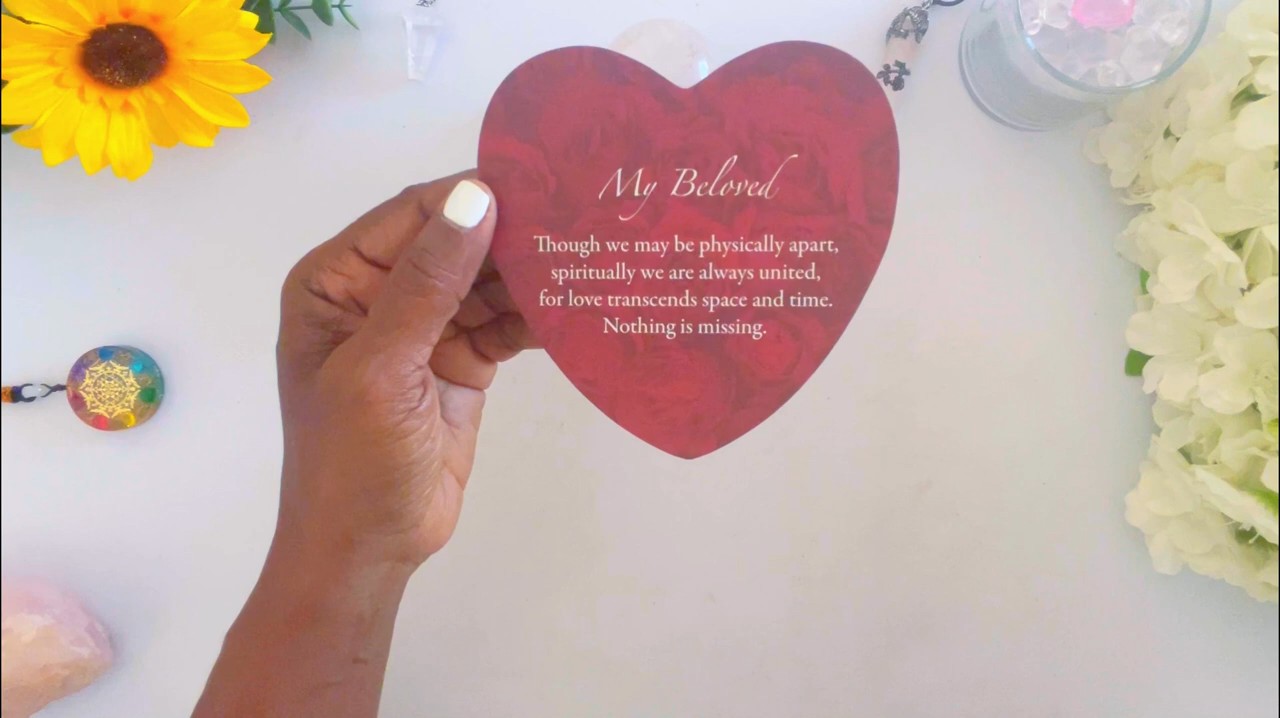 My Beloved
Though we may be physically apart,
spiritually we are always united,
for love transcends space and time.
Nothing is missing.